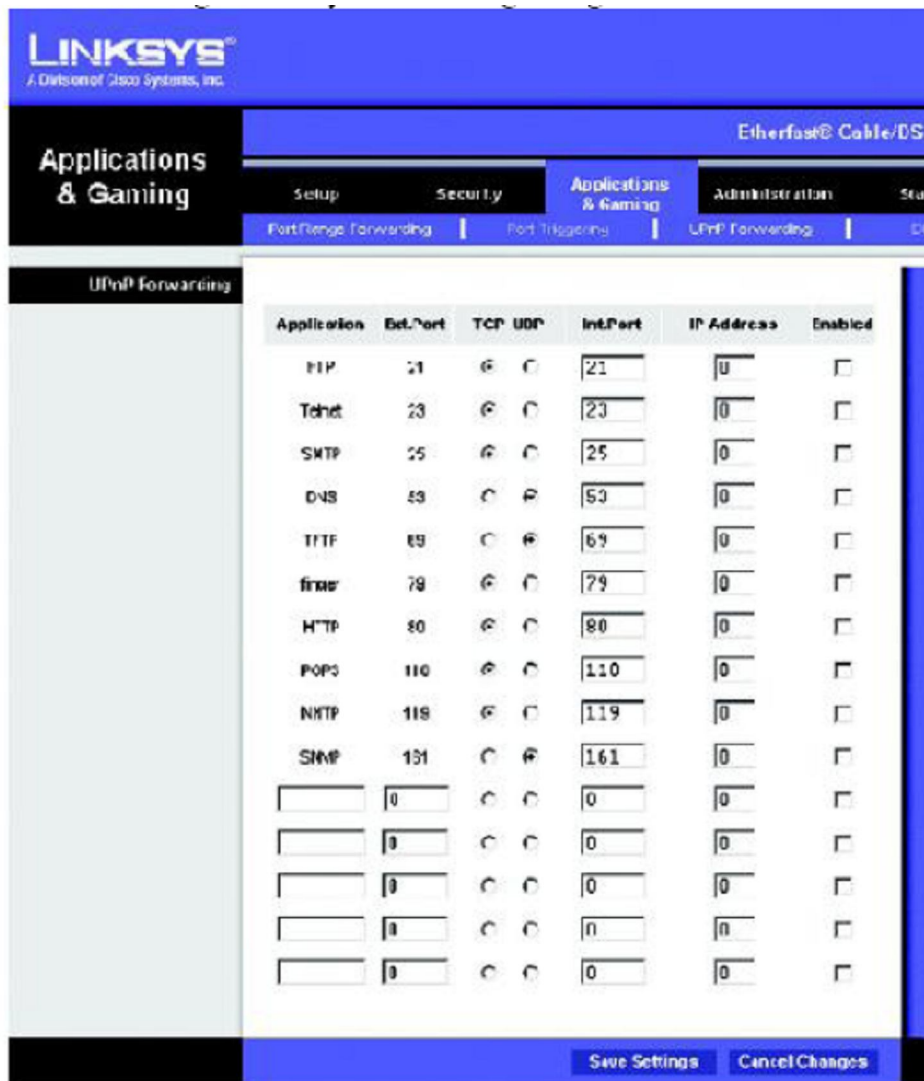 LINKSYS®
A Division of Cisco Systems, Inc.
Etherfast® Cable/DS
Applications
& Gaming
Setup Security Applications & Gaming Administration Sta
Port Range Forwarding Port Triggering UPnP Forwarding D
UPnP Forwarding
Application Ext.Port TCP UDP Int.Port IP Address Enabled
FTP 21 21 0
Telnet 23 23 0
SMTP 25 25 0
DNS 53 53 0
TFTP 69 69 0
finger 79 79 0
HTTP 80 80 0
POP3 110 110 0
NNTP 119 119 0
SNMP 161 161 0
0 0 0
0 0 0
0 0 0
0 0 0
0 0 0
Save Settings Cancel Changes